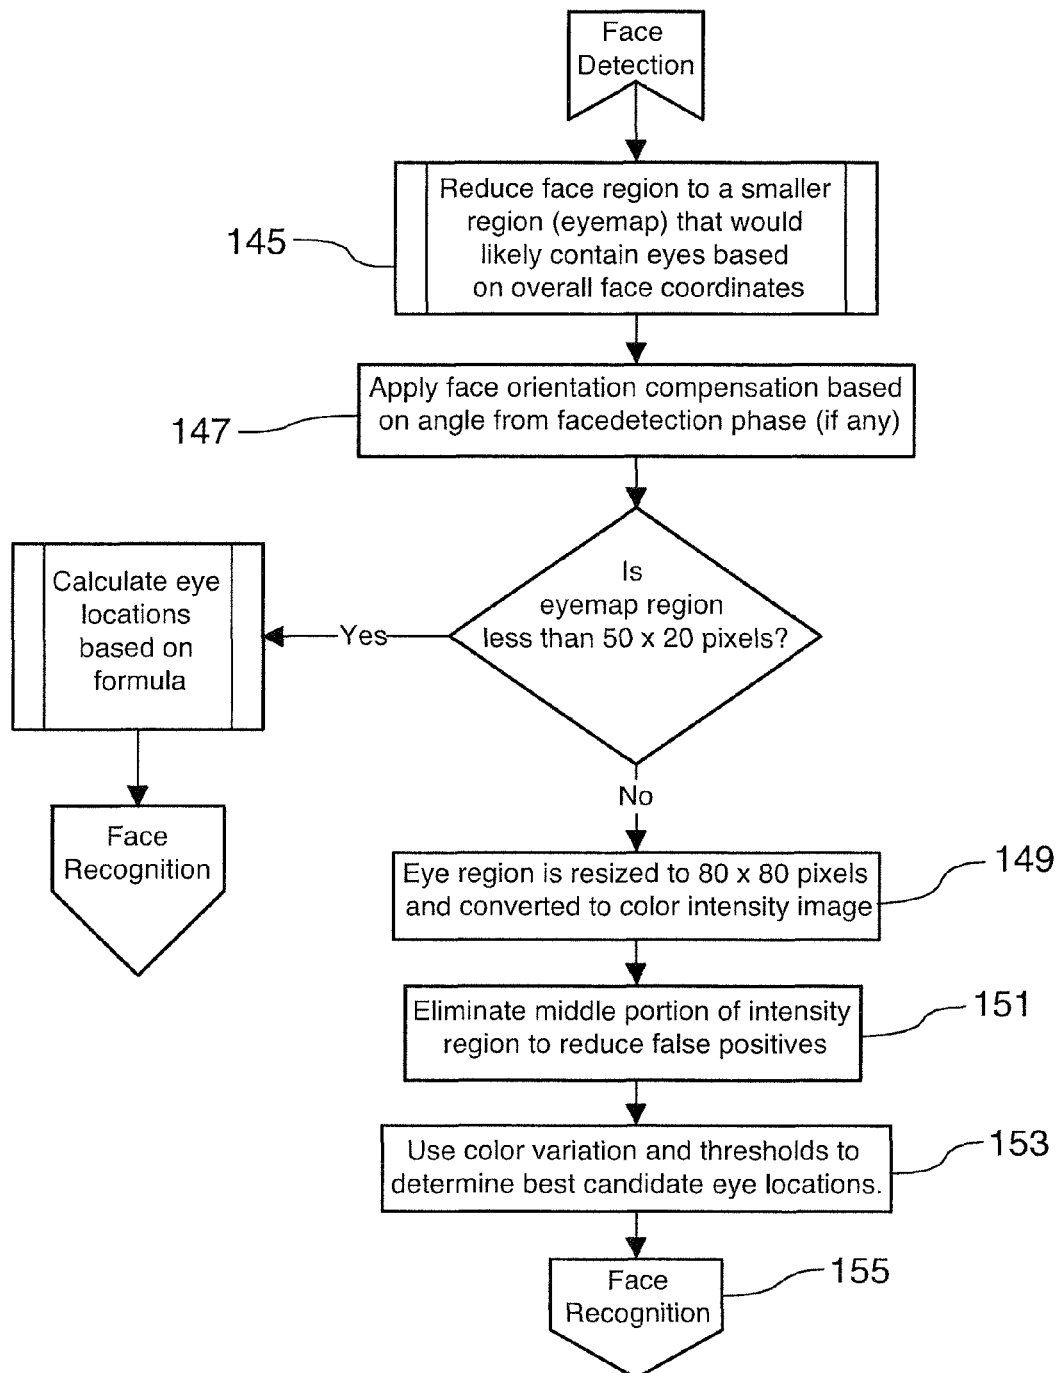 Face
Detection
Reduce face region to a smaller
region (eyemap) that would
likely contain eyes based
on overall face coordinates
145
Apply face orientation compensation based
on angle from facedetection phase (if any)
147
Is
eyemap region
less than 50 x 20 pixels?
Yes
Calculate eye
locations
based on
formula
Face
Recognition
No
Eye region is resized to 80 x 80 pixels
and converted to color intensity image
149
Eliminate middle portion of intensity
region to reduce false positives
151
Use color variation and thresholds to
determine best candidate eye locations.
153
Face
Recognition
155